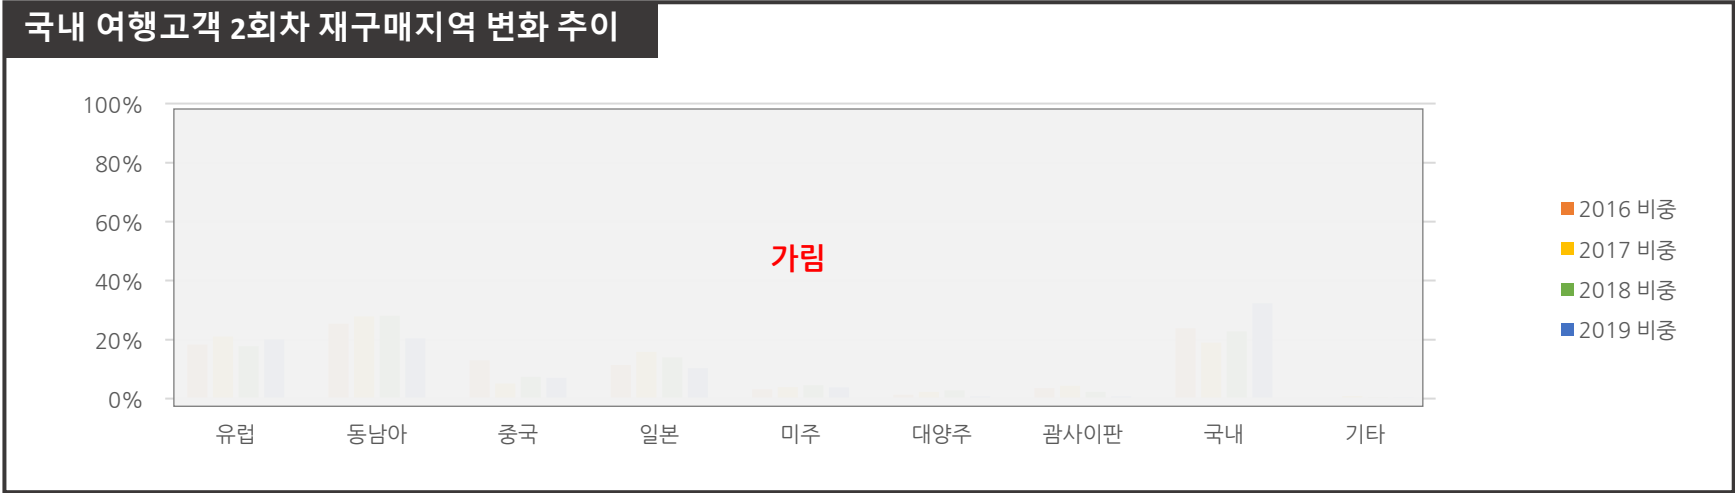 국내 여행고객 2회차 재구매지역 변화 추이
100%
80%
60%
40%
20%
0%
가림
유럽 동남아 중국 일본 미주 대양주 괌사이판 국내 기타
2016 비중
2017 비중
2018 비중
2019 비중